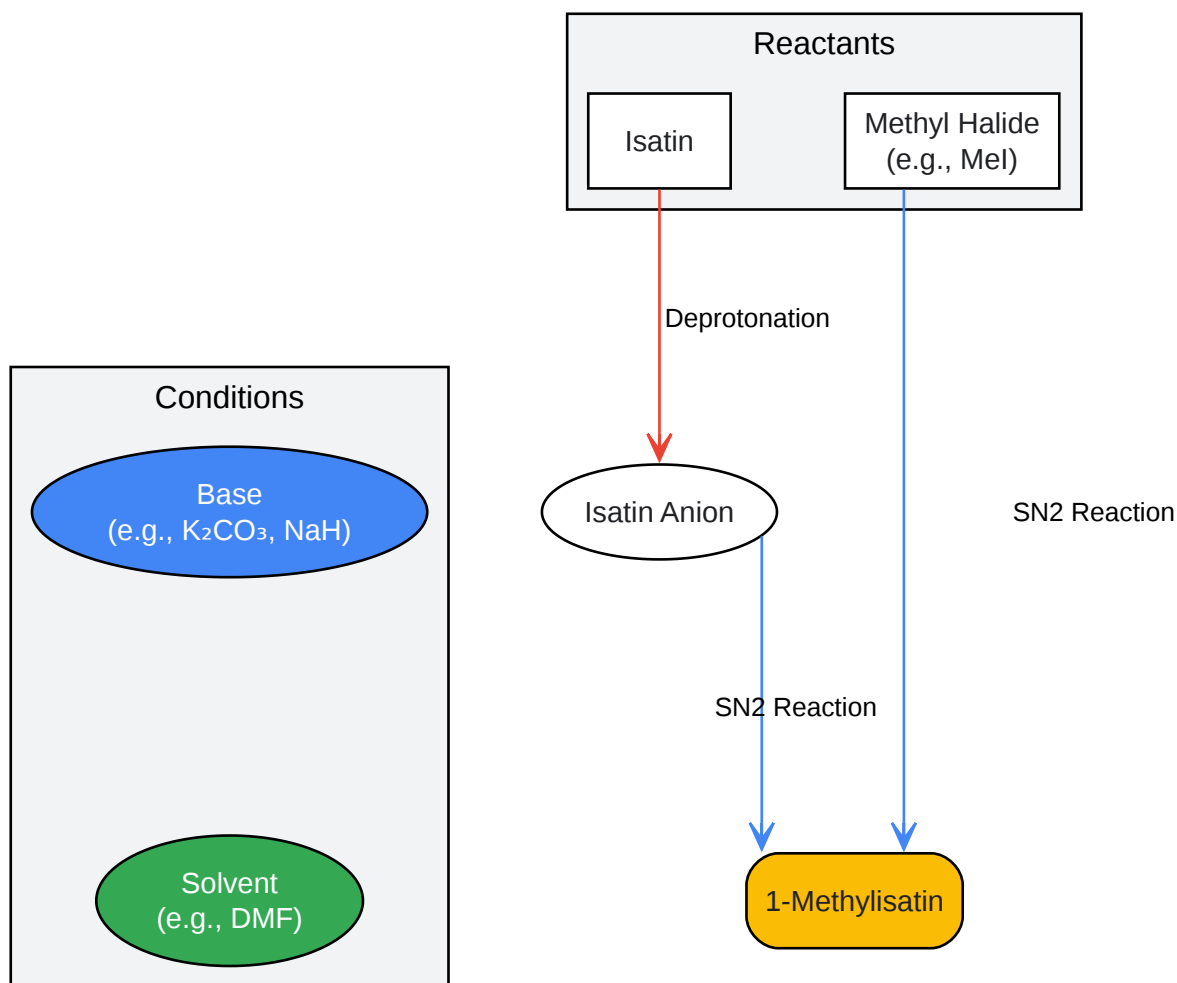 Reactants
Isatin
Methyl Halide
(e.g., MeI)
Deprotonation
Conditions
Base
(e.g., K₂CO₃, NaH)
Isatin Anion
SN2 Reaction
SN2 Reaction
Solvent
(e.g., DMF)
1-Methylisatin